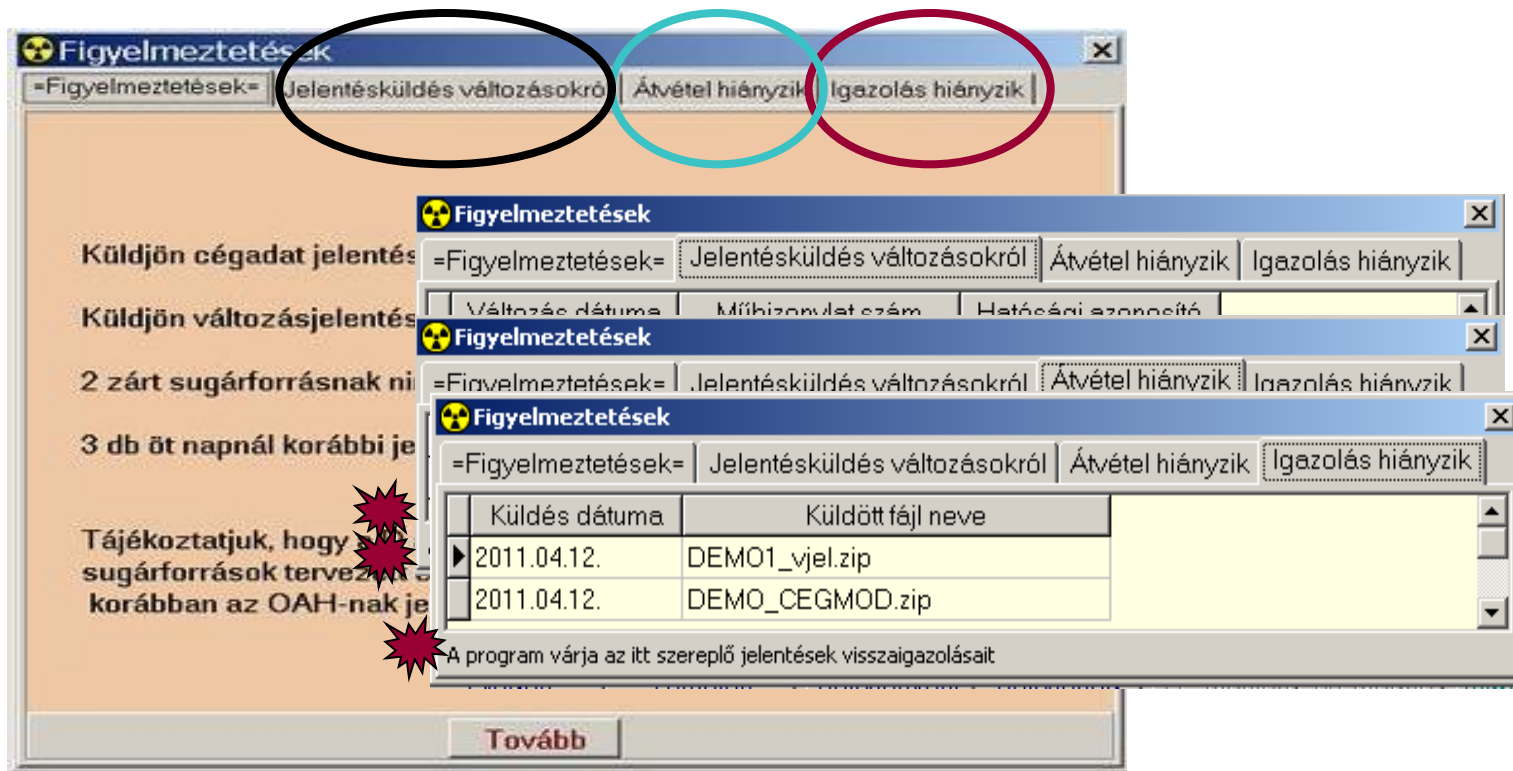 Figyelmeztetések
=Figyelmeztetések= Jelentésküldés változásokról Átvétel hiányzik Igazolás hiányzik
Küldjön cégadat jelentés
Küldjön változásjelentés
2 zárt sugárforrásnak
3 db öt napnál korábbi
Tájékoztatjuk, hogy
sugárforrások
korábban az OAH-nak
Tovább
Figyelmeztetések
=Figyelmeztetések= Jelentésküldés változásokról Átvétel hiányzik Igazolás hiányzik
Változás dátuma Műbizonylat szám Hatósági azonosító
Figyelmeztetések
=Figyelmeztetések= Jelentésküldés változásokról Átvétel hiányzik Igazolás hiányzik
Figyelmeztetések
=Figyelmeztetések= Jelentésküldés változásokról Átvétel hiányzik Igazolás hiányzik
Küldés dátuma Küldött fájl neve
2011.04.12. DEMO1_vjel.zip
2011.04.12. DEMO_CEGMOD.zip
A program várja az itt szereplő jelentések visszaigazolásait